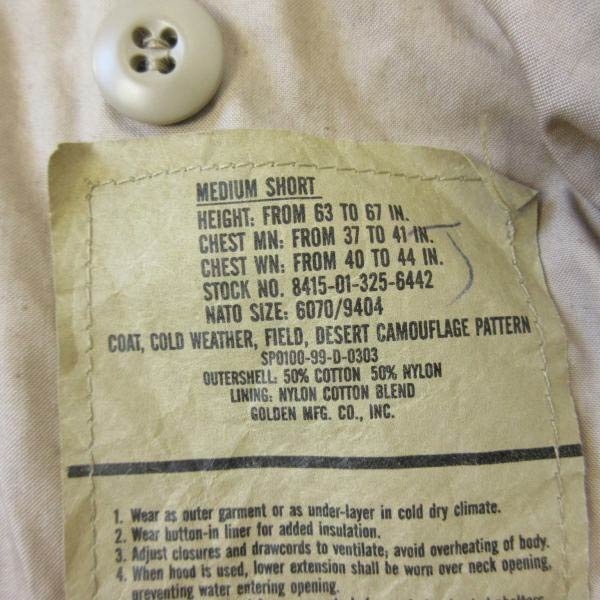 MEDIUM SHORT
HEIGHT: FROM 63 TO 67 IN.
CHEST MN: FROM 37 TO 41 IN.
CHEST WN: FROM 40 TO 44 IN.
STOCK NO. 8415-01-325-6442
NATO SIZE: 6070/9404
COAT, COLD WEATHER, FIELD, DESERT CAMOUFLAGE PATTERN
SPO100-99-D-0303
OUTERSHELL: 50% COTTON 50% NYLON
LINING: NYLON COTTON BLEND
GOLDEN MFG. CO., INC.
1. Wear as outer garment or as under-layer in cold dry climate.
2. Wear button-in liner for added insulation.
3. Adjust closures and drawcords to ventilate; avoid overheating of body.
4. When hood is used, lower extension shall be worn over neck opening,
preventing water entering opening.